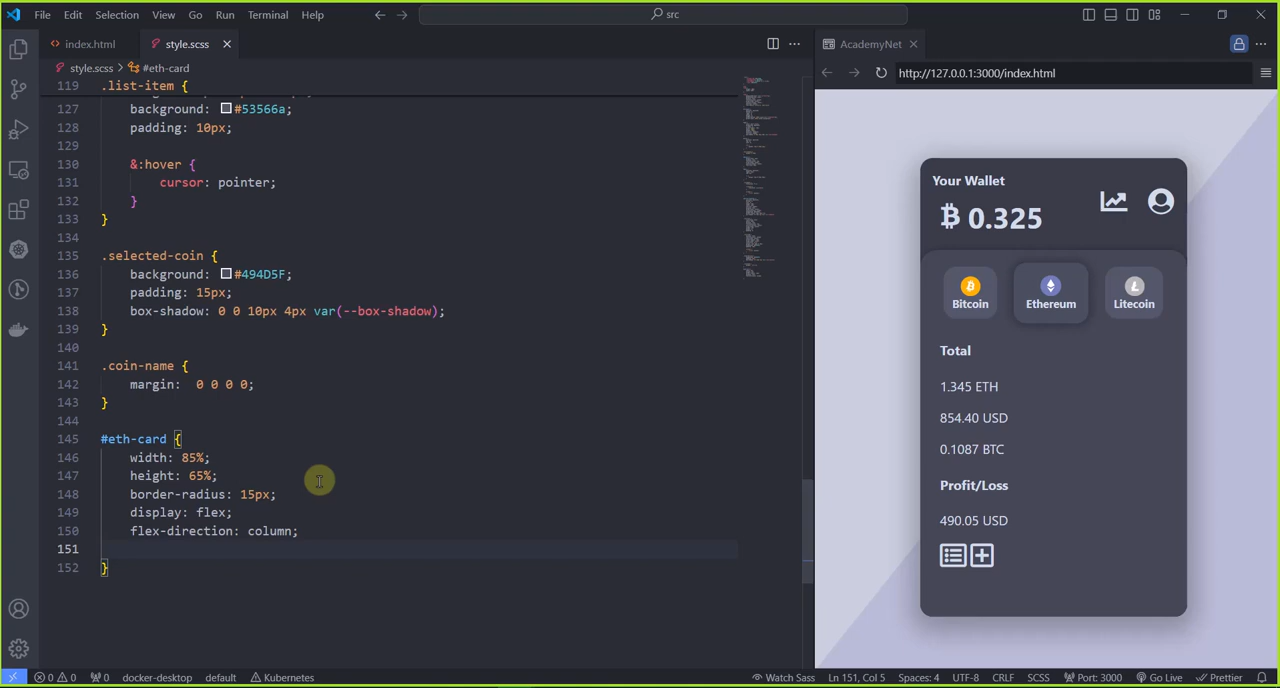 File Edit Selection View Go Run Terminal Help
src
index.html
style.scss
AcademyNet
style.scss > #eth-card
http://127.0.0.1:3000/index.html
119 .list-item {
127 background: #53566a;
128 padding: 10px;
129
130 &:hover {
131 cursor: pointer;
132 }
133 }
134
135 .selected-coin {
136 background: #494D5F;
137 padding: 15px;
138 box-shadow: 0 0 10px 4px var(--box-shadow);
139 }
140
141 .coin-name {
142 margin: 0 0 0 0;
143 }
144
145 #eth-card {
146 width: 85%;
147 height: 65%;
148 border-radius: 15px;
149 display: flex;
150 flex-direction: column;
151
152 }
Your Wallet
₿ 0.325
Bitcoin
Ethereum
Litecoin
Total
1.345 ETH
854.40 USD
0.1087 BTC
Profit/Loss
490.05 USD
0 0 0 docker-desktop default Kubernetes
Watch Sass Ln 151, Col 5 Spaces: 4 UTF-8 CRLF SCSS Port: 3000 Go Live Prettier